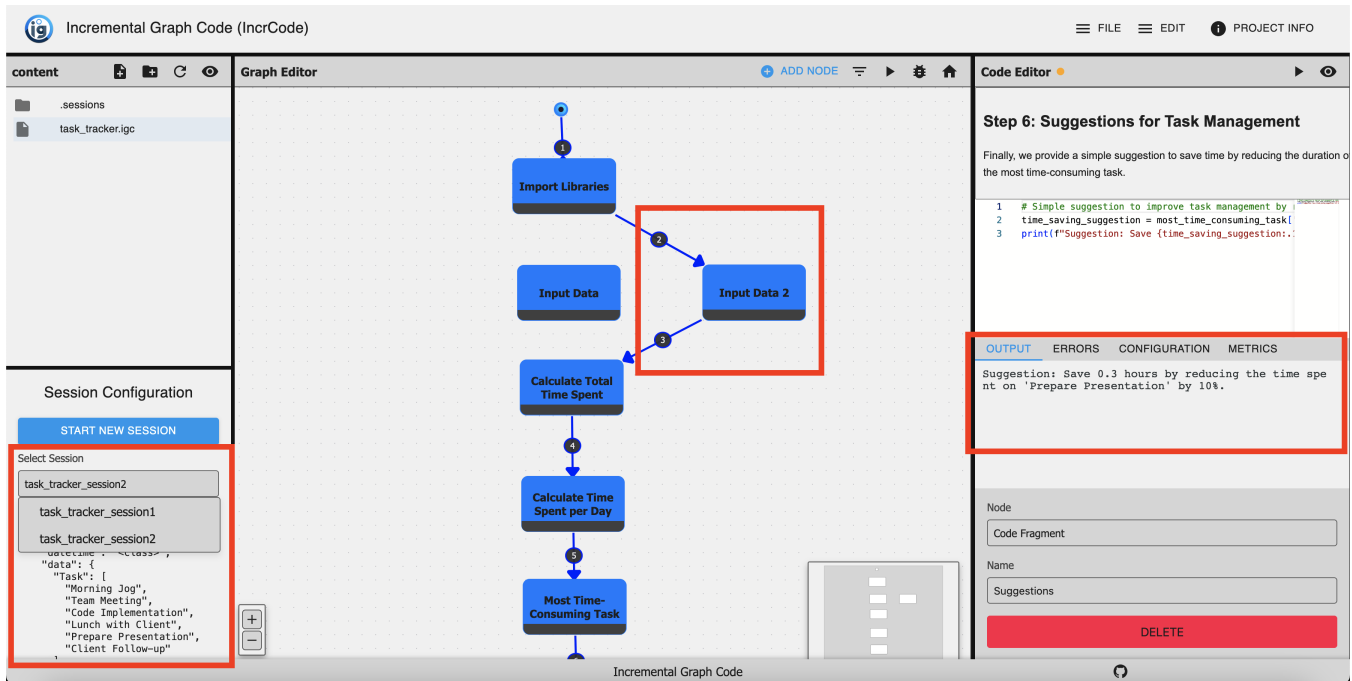 ig
Incremental Graph Code (IncrCode)
FILE
EDIT
i
PROJECT INFO
content
.sessions
task_tracker.igc
Session Configuration
START NEW SESSION
Select Session
task_tracker_session2
task_tracker_session1
task_tracker_session2
"datetime": "<class>",
"data": {
"Task": [
"Morning Jog",
"Team Meeting",
"Code Implementation",
"Lunch with Client",
"Prepare Presentation",
"Client Follow-up"
Graph Editor
ADD NODE
1
Import Libraries
2
Input Data
Input Data 2
3
Calculate Total
Time Spent
4
Calculate Time
Spent per Day
5
Most Time-
Consuming Task
+
−
Code Editor
Step 6: Suggestions for Task Management
Finally, we provide a simple suggestion to save time by reducing the duration o
the most time-consuming task.
1 # Simple suggestion to improve task management by
2 time_saving_suggestion = most_time_consuming_task[
3 print(f"Suggestion: Save {time_saving_suggestion:.
OUTPUT
ERRORS
CONFIGURATION
METRICS
Suggestion: Save 0.3 hours by reducing the time spe
nt on 'Prepare Presentation' by 10%.
Node
Code Fragment
Name
Suggestions
DELETE
Incremental Graph Code